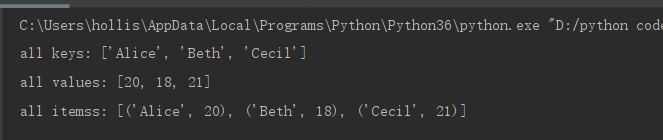 C:\Users\hollis\AppData\Local\Programs\Python\Python36\python.exe "D:/python code
all keys: ['Alice', 'Beth', 'Cecil']
all values: [20, 18, 21]
all itemss: [('Alice', 20), ('Beth', 18), ('Cecil', 21)]